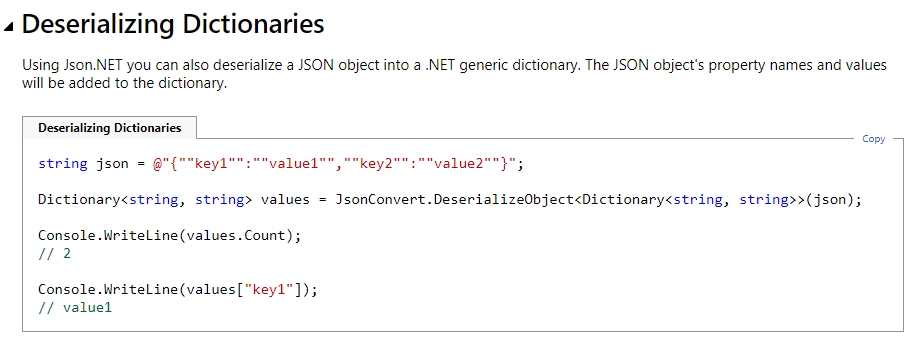 Deserializing Dictionaries
Using Json.NET you can also deserialize a JSON object into a .NET generic dictionary. The JSON object's property names and values
will be added to the dictionary.
Deserializing Dictionaries
Copy
string json = @"{""key1"":""value1"",""key2"":""value2""}";
Dictionary<string, string> values = JsonConvert.DeserializeObject<Dictionary<string, string>>(json);
Console.WriteLine(values.Count);
// 2
Console.WriteLine(values["key1"]);
// value1